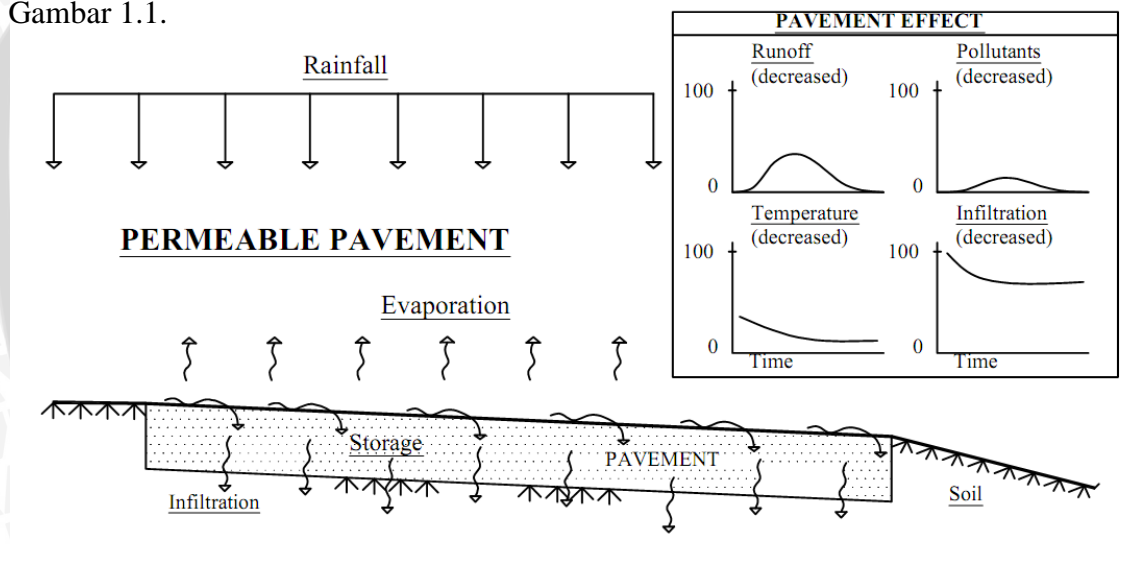 Gambar 1.1.
Rainfall
PERMEABLE PAVEMENT
Evaporation
Storage
PAVEMENT
Infiltration
Soil
PAVEMENT EFFECT
Runoff
(decreased)
100
0
Pollutants
(decreased)
100
0
Temperature
(decreased)
100
0
Time
Infiltration
(decreased)
100
0
Time